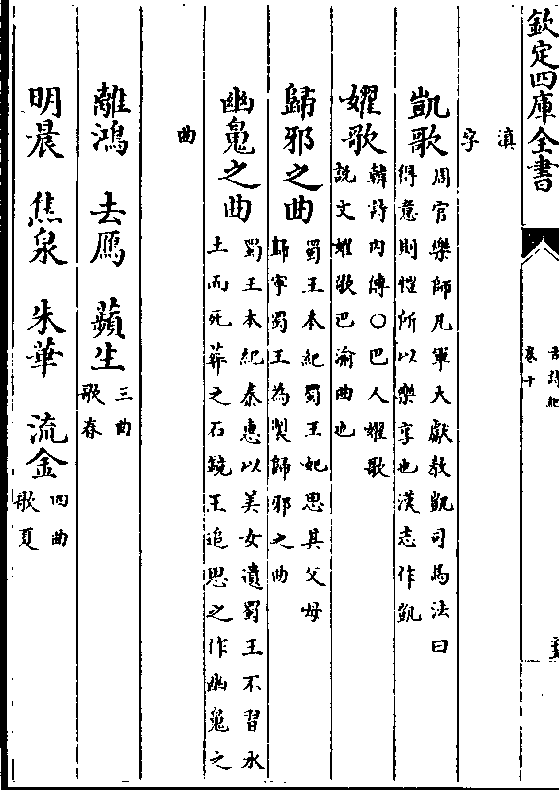 欽定四庫全書
卷十
滇
字
凱歌 周官樂師凡軍大獻教凱司馬法曰
得意則愷所以樂享也漢志作凱
嬥歌 韓詩内傳〇巴人嬥歌
説文嬥歌巴渝曲也
歸邪之曲 蜀王本紀蜀王妃思其父母
歸寧蜀王為製歸邪之曲
幽䰟之曲 蜀王本紀秦惠以美女遺蜀王不習水
土而死葬之石鏡王追思之作幽䰟之
曲
離鴻 去鴈 蘋生 三曲
歌春
明晨 焦泉 朱華 流金 四曲
歌夏